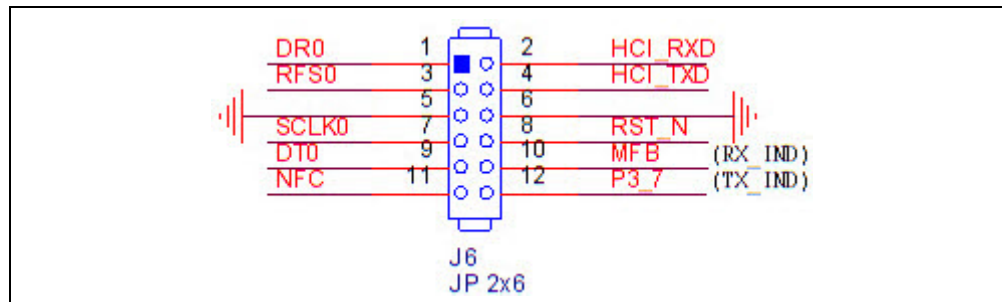 DR0 1 2 HCI_RXD
RFS0 3 4 HCI_TXD
5 6
SCLK0 7 8 RST_N
DT0 9 10 MFB (RX_IND)
NFC 11 12 P3_7 (TX_IND)
J6
JP 2x6